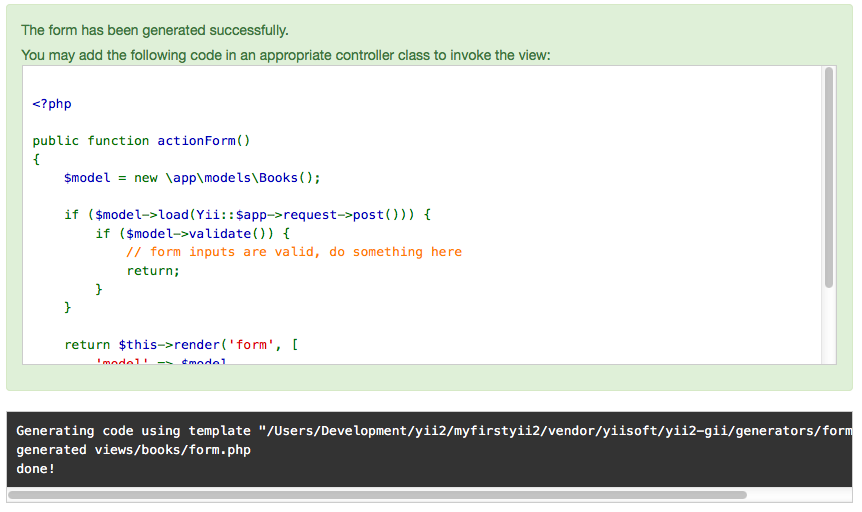 The form has been generated successfully.
You may add the following code in an appropriate controller class to invoke the view:
<?php
public function actionForm()
{
    $model = new \app\models\Books();
    if ($model->load(Yii::$app->request->post())) {
        if ($model->validate()) {
            // form inputs are valid, do something here
            return;
        }
    }
    return $this->render('form', [
        'model' => $model
Generating code using template "/Users/Development/yii2/myfirstyii2/vendor/yiisoft/yii2-gii/generators/form
generated views/books/form.php
done!